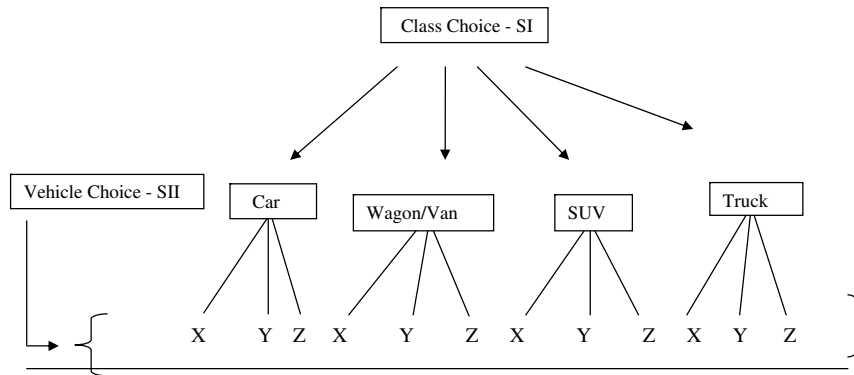 Class Choice - SI
Vehicle Choice - SII
Car
Wagon/Van
SUV
Truck
X Y Z X Y Z X Y Z X Y Z